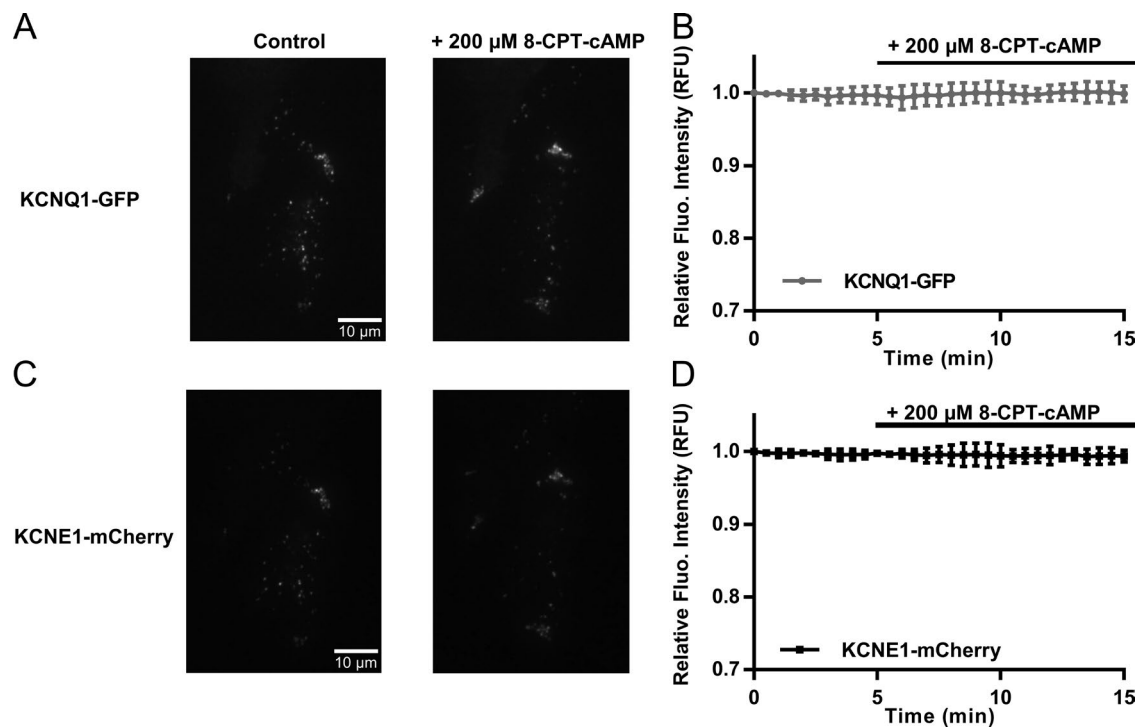 A
Control
+ 200 µM 8-CPT-cAMP
KCNQ1-GFP
10 µm
B
+ 200 µM 8-CPT-cAMP
Relative Fluo. Intensity (RFU)
1.0
0.9
0.8
0.7
KCNQ1-GFP
0
5
10
15
Time (min)
C
KCNE1-mCherry
10 µm
D
+ 200 µM 8-CPT-cAMP
Relative Fluo. Intensity (RFU)
1.0
0.9
0.8
0.7
KCNE1-mCherry
0
5
10
15
Time (min)